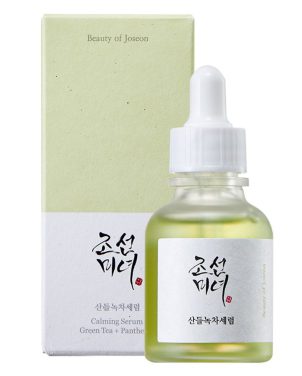 Beauty of Joseon
조선
미녀
산들녹차세럼
Calming Serum
Green Tea + Panthe
조선
미녀
산들녹차세럼